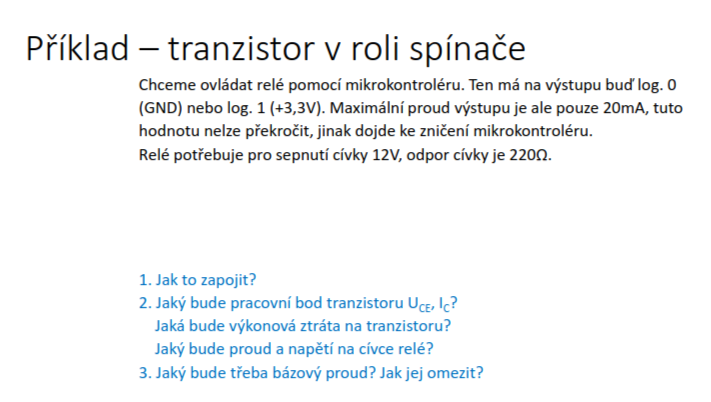 Příklad – tranzistor v roli spínače
Chceme ovládat relé pomocí mikrokontroléru. Ten má na výstupu buď log. 0
(GND) nebo log. 1 (+3,3V). Maximální proud výstupu je ale pouze 20mA, tuto
hodnotu nelze překročit, jinak dojde ke zničení mikrokontroléru.
Relé potřebuje pro sepnutí cívky 12V, odpor cívky je 220Ω.
1. Jak to zapojit?
2. Jaký bude pracovní bod tranzistoru U_CE, I_C?
Jaká bude výkonová ztráta na tranzistoru?
Jaký bude proud a napětí na cívce relé?
3. Jaký bude třeba bázový proud? Jak jej omezit?